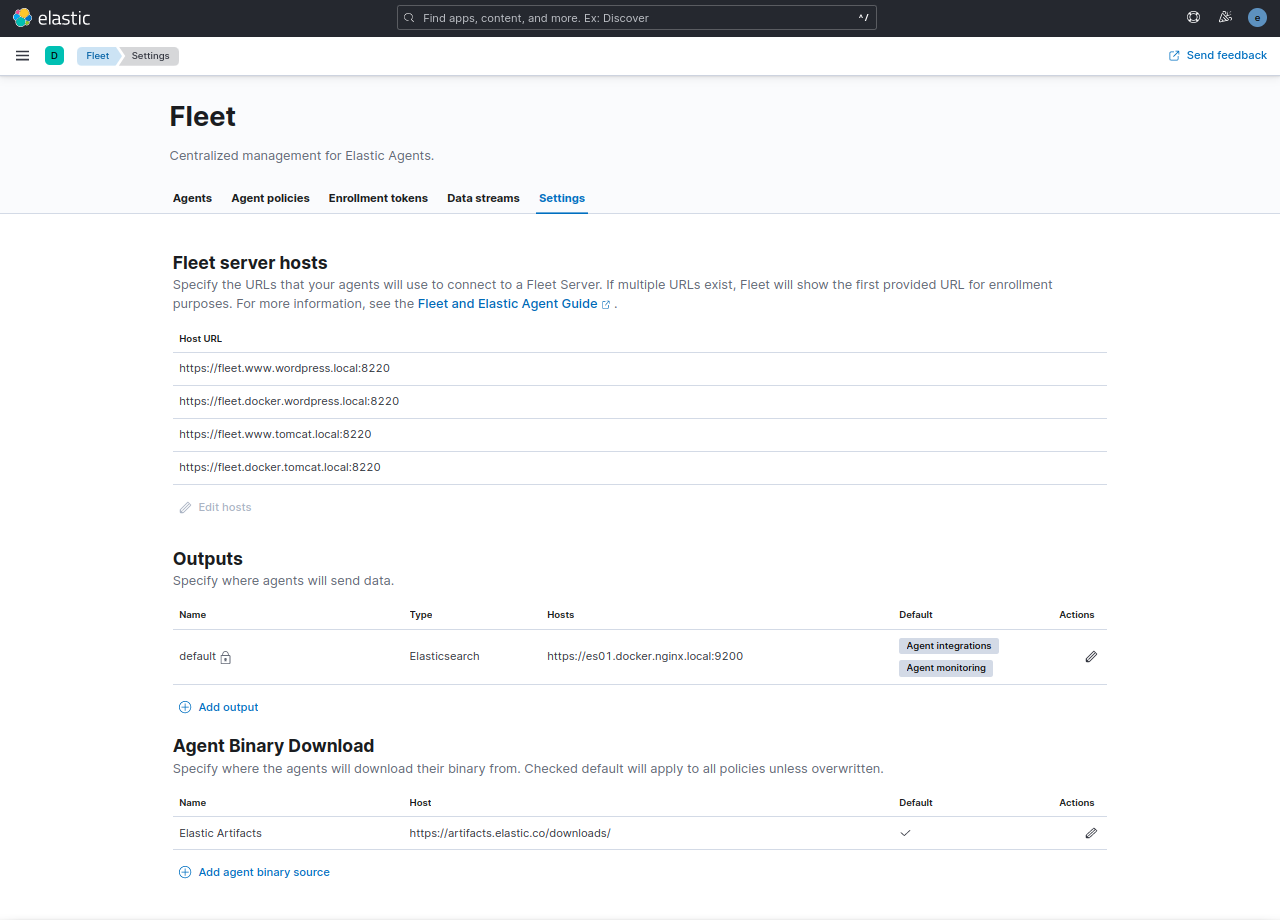 elastic
Find apps, content, and more. Ex: Discover ^/
e
D Fleet Settings Send feedback
Fleet
Centralized management for Elastic Agents.
Agents Agent policies Enrollment tokens Data streams Settings
Fleet server hosts
Specify the URLs that your agents will use to connect to a Fleet Server. If multiple URLs exist, Fleet will show the first provided URL for enrollment
purposes. For more information, see the Fleet and Elastic Agent Guide .
Host URL
https://fleet.www.wordpress.local:8220
https://fleet.docker.wordpress.local:8220
https://fleet.www.tomcat.local:8220
https://fleet.docker.tomcat.local:8220
Edit hosts
Outputs
Specify where agents will send data.
Name Type Hosts Default Actions
default Elasticsearch https://es01.docker.nginx.local:9200 Agent integrations
Agent monitoring
Add output
Agent Binary Download
Specify where the agents will download their binary from. Checked default will apply to all policies unless overwritten.
Name Host Default Actions
Elastic Artifacts https://artifacts.elastic.co/downloads/
Add agent binary source